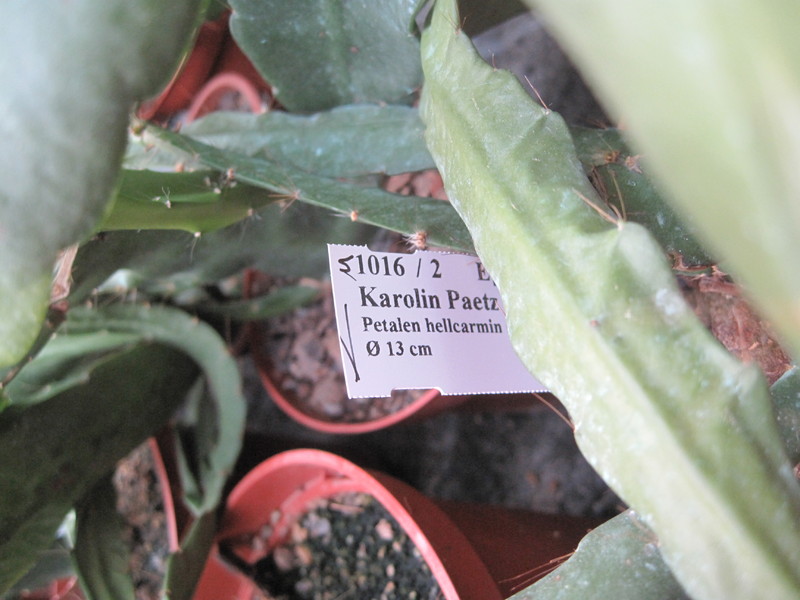 1016 / 2
Karolin Paetz
Petalen hellcarmin
Ø 13 cm